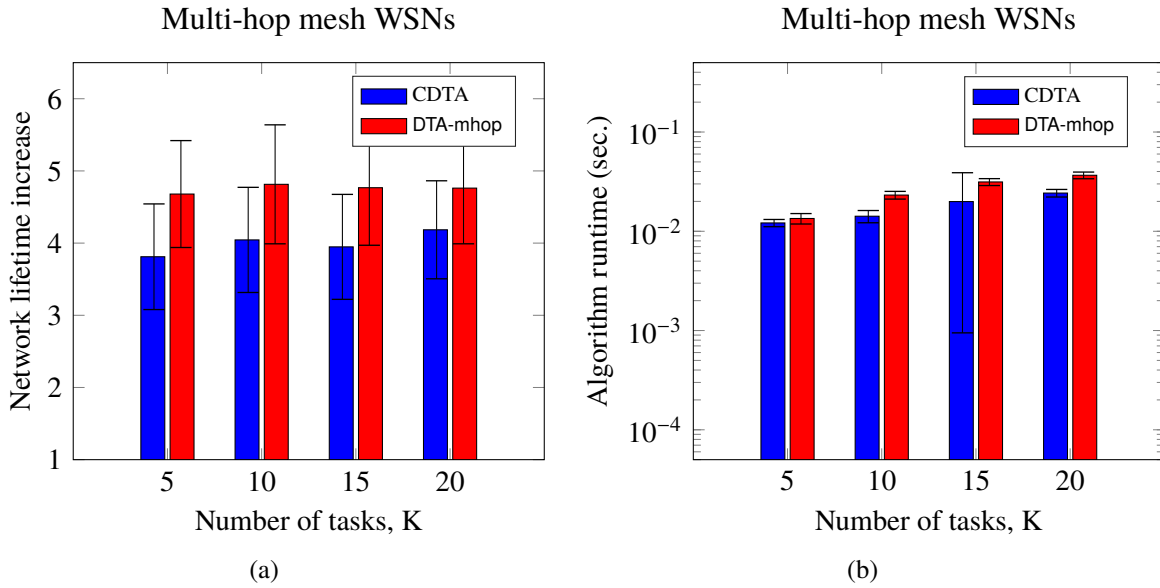 Multi-hop mesh WSNs
Network lifetime increase
6
5
4
3
2
1
CDTA
DTA-mhop
5 10 15 20
Number of tasks, K
(a)
Multi-hop mesh WSNs
Algorithm runtime (sec.)
10⁻¹
10⁻²
10⁻³
10⁻⁴
CDTA
DTA-mhop
5 10 15 20
Number of tasks, K
(b)